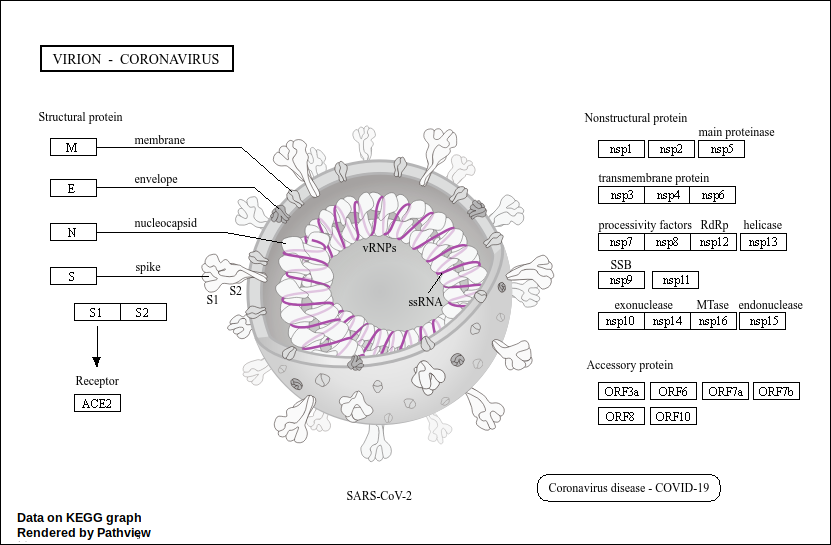 VIRION - CORONAVIRUS
Structural protein
M
membrane
E
envelope
N
nucleocapsid
S
spike
S1
S2
S1
S2
Receptor
ACE2
vRNPs
ssRNA
SARS-CoV-2
Nonstructural protein
main proteinase
nsp1 nsp2 nsp5
transmembrane protein
nsp3 nsp4 nsp6
processivity factors RdRp helicase
nsp7 nsp8 nsp12 nsp13
SSB
nsp9 nsp11
exonuclease MTase endonuclease
nsp10 nsp14 nsp16 nsp15
Accessory protein
ORF3a ORF6 ORF7a ORF7b
ORF8 ORF10
Coronavirus disease - COVID-19
Data on KEGG graph
Rendered by Pathview